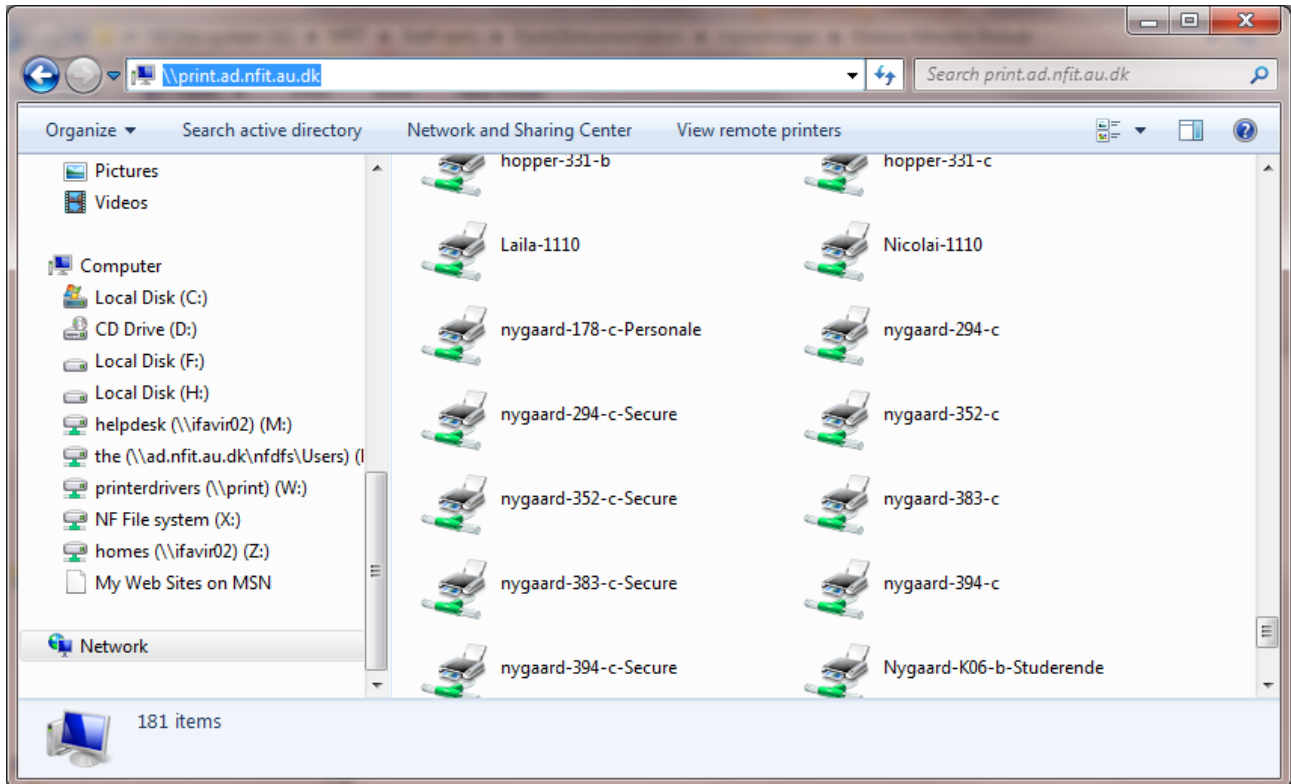 \\print.ad.nfit.au.dk
Search print.ad.nfit.au.dk
Organize Search active directory Network and Sharing Center View remote printers
Pictures
Videos
Computer
Local Disk (C:)
CD Drive (D:)
Local Disk (F:)
Local Disk (H:)
helpdesk (\\ifavir02) (M:)
the (\\ad.nfit.au.dk\nfdfs\Users) (I
printerdrivers (\\print) (W:)
NF File system (X:)
homes (\\ifavir02) (Z:)
My Web Sites on MSN
Network
hopper-331-b hopper-331-c
Laila-1110 Nicolai-1110
nygaard-178-c-Personale nygaard-294-c
nygaard-294-c-Secure nygaard-352-c
nygaard-352-c-Secure nygaard-383-c
nygaard-383-c-Secure nygaard-394-c
nygaard-394-c-Secure Nygaard-K06-b-Studerende
181 items